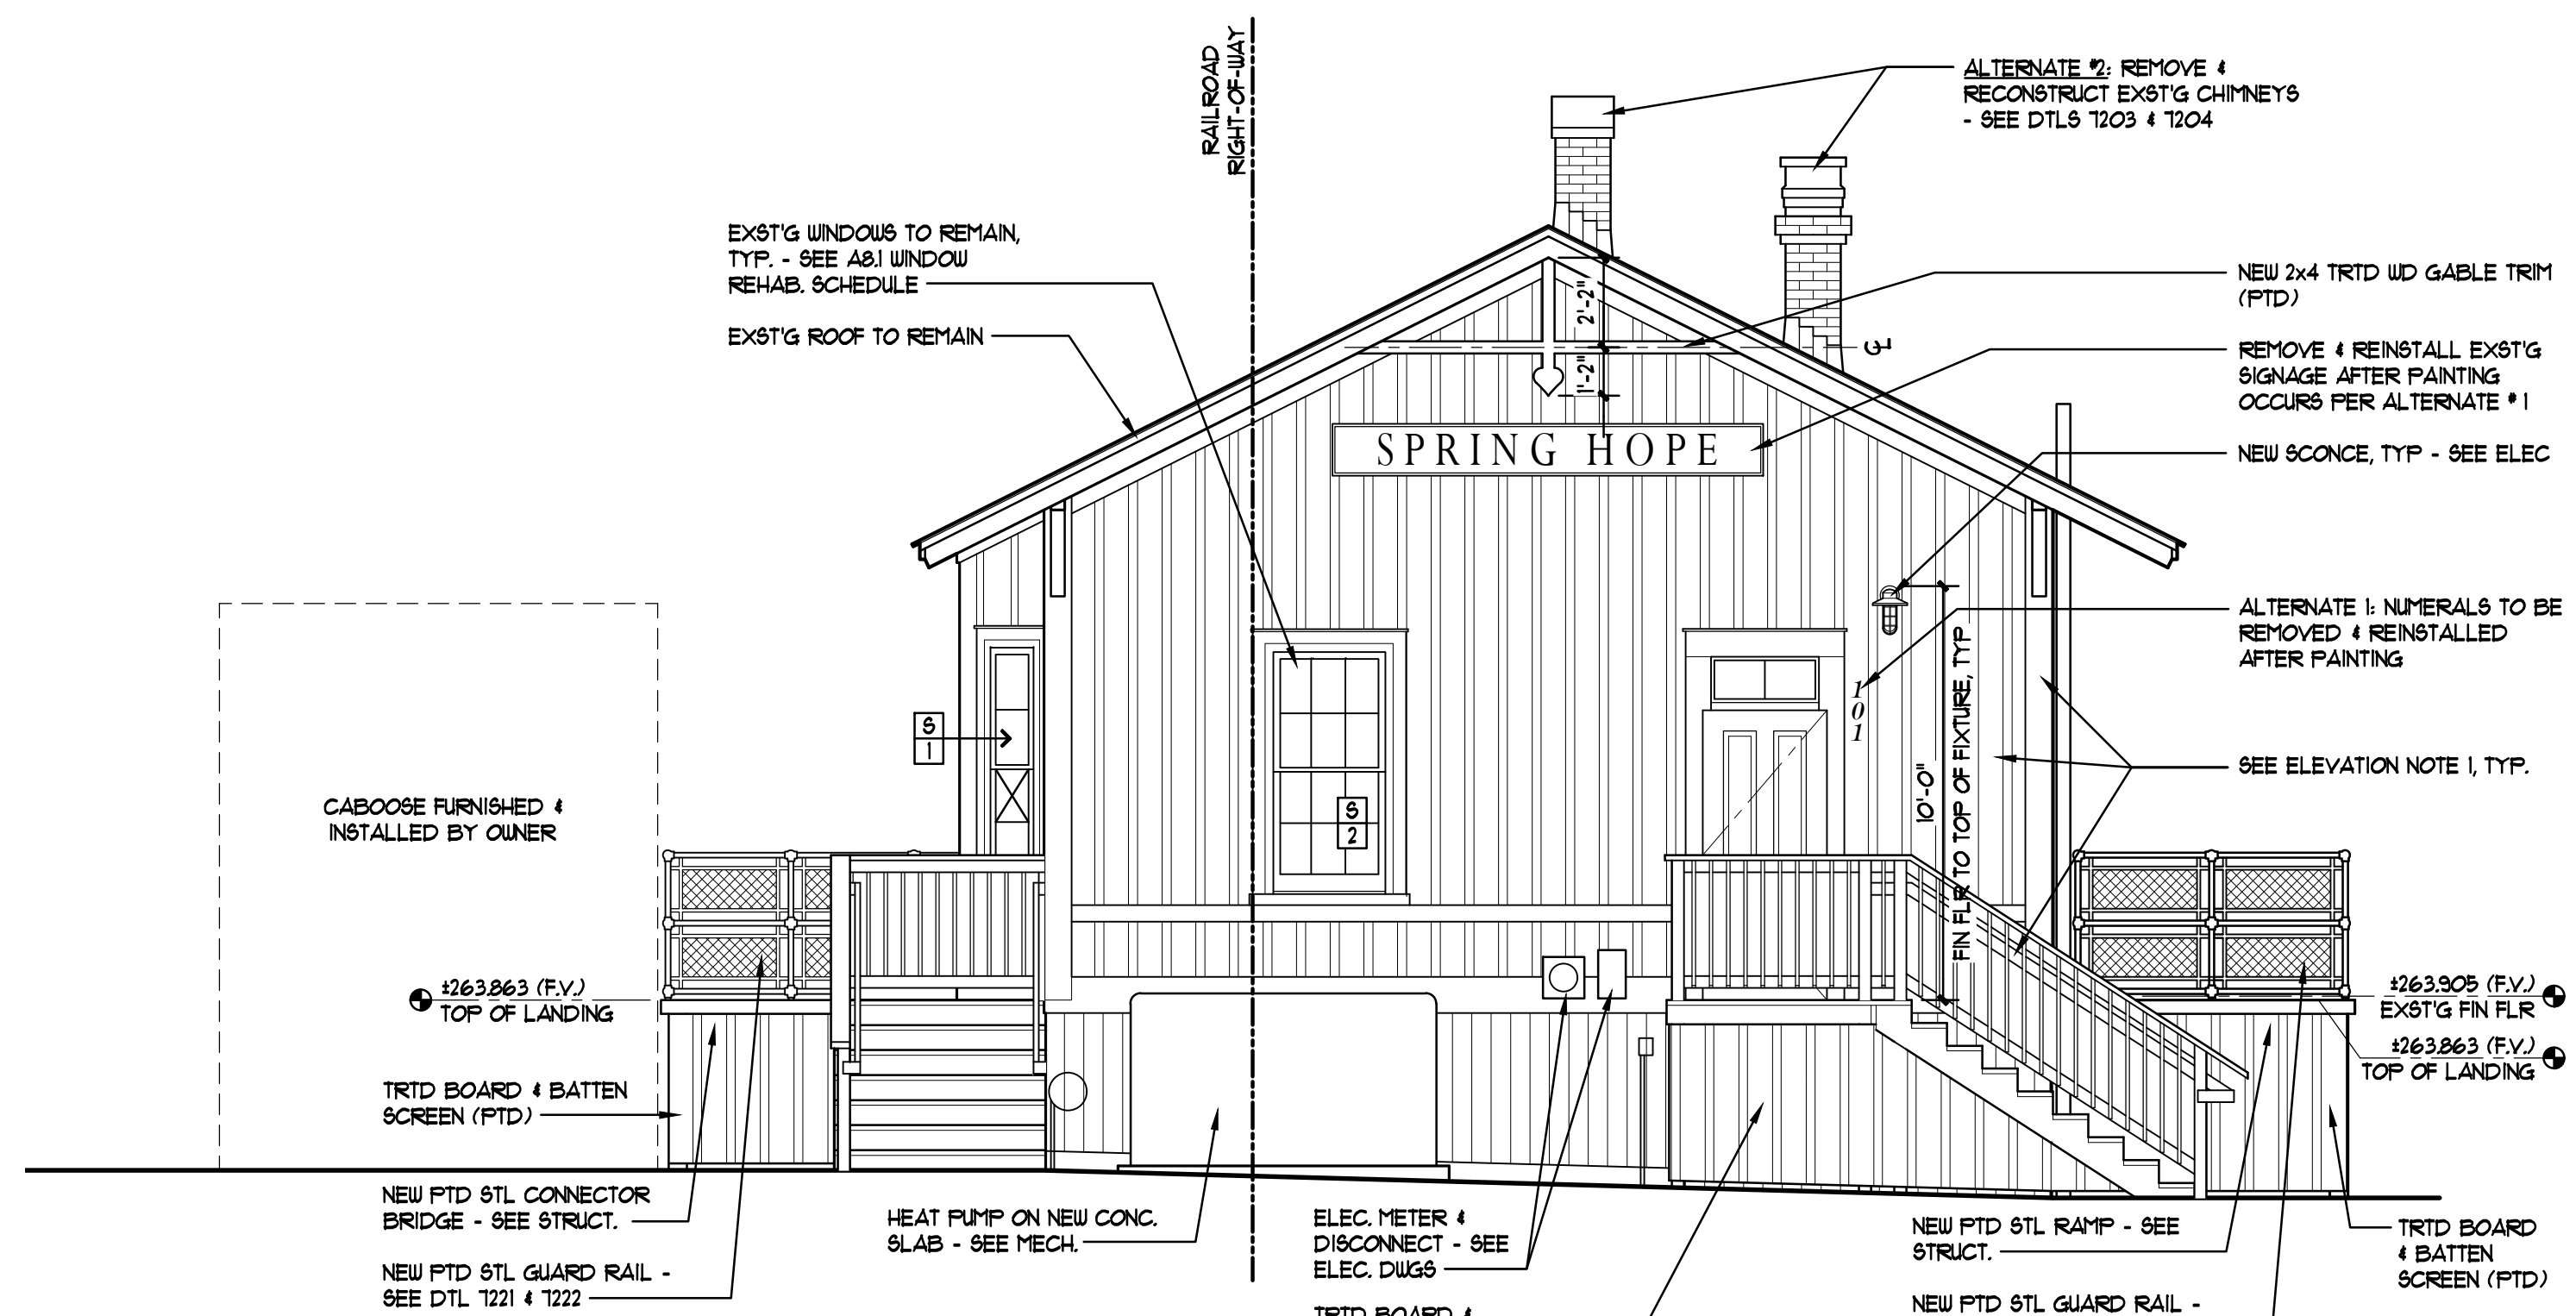 RAILROAD
RIGHT-OF-WAY
ALTERNATE #2: REMOVE &
RECONSTRUCT EXST'G CHIMNEYS
- SEE DTLS 7203 & 7204
EXST'G WINDOWS TO REMAIN,
TYP. - SEE A8.1 WINDOW
REHAB. SCHEDULE
EXST'G ROOF TO REMAIN
NEW 2x4 TRTD WD GABLE TRIM
(PTD)
REMOVE & REINSTALL EXST'G
SIGNAGE AFTER PAINTING
OCCURS PER ALTERNATE # 1
NEW SCONCE, TYP - SEE ELEC
2'-2"
1'-2"
CL
SPRING HOPE
ALTERNATE 1: NUMERALS TO BE
REMOVED & REINSTALLED
AFTER PAINTING
1
0
1
10'-0"
FIN FLR TO TOP OF FIXTURE, TYP
SEE ELEVATION NOTE 1, TYP.
S
1
S
2
CABOOSE FURNISHED &
INSTALLED BY OWNER
±263.863 (F.V.)
TOP OF LANDING
±263.905 (F.V.)
EXST'G FIN FLR
±263.863 (F.V.)
TOP OF LANDING
TRTD BOARD & BATTEN
SCREEN (PTD)
NEW PTD STL CONNECTOR
BRIDGE - SEE STRUCT.
NEW PTD STL GUARD RAIL -
SEE DTL 7221 & 7222
HEAT PUMP ON NEW CONC.
SLAB - SEE MECH.
ELEC. METER &
DISCONNECT - SEE
ELEC. DWGS
TRTD BOARD &
NEW PTD STL RAMP - SEE
STRUCT.
NEW PTD STL GUARD RAIL -
TRTD BOARD
& BATTEN
SCREEN (PTD)